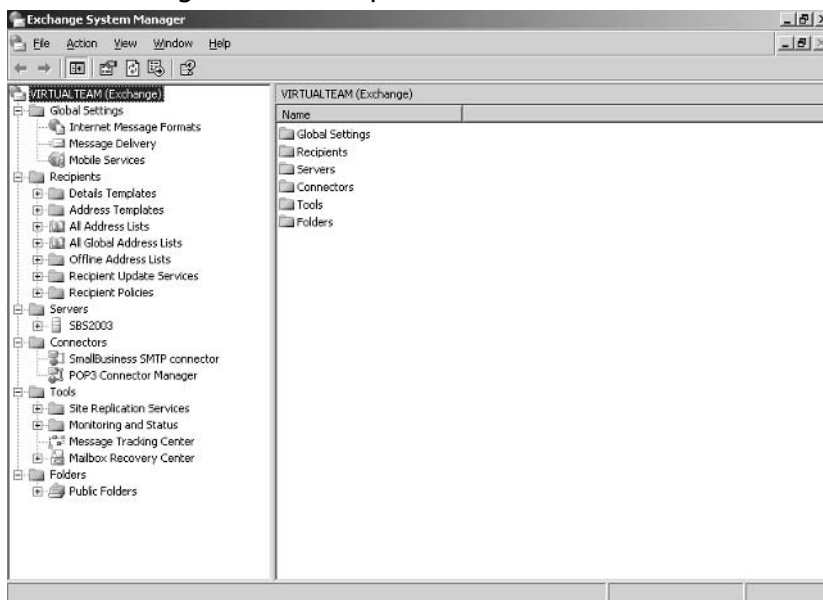 Exchange System Manager
File Action View Window Help
VIRTUALTEAM (Exchange)
Global Settings
Internet Message Formats
Message Delivery
Mobile Services
Recipients
Details Templates
Address Templates
All Address Lists
All Global Address Lists
Offline Address Lists
Recipient Update Services
Recipient Policies
Servers
SBS2003
Connectors
SmallBusiness SMTP connector
POP3 Connector Manager
Tools
Site Replication Services
Monitoring and Status
Message Tracking Center
Mailbox Recovery Center
Folders
Public Folders
VIRTUALTEAM (Exchange)
Name
Global Settings
Recipients
Servers
Connectors
Tools
Folders